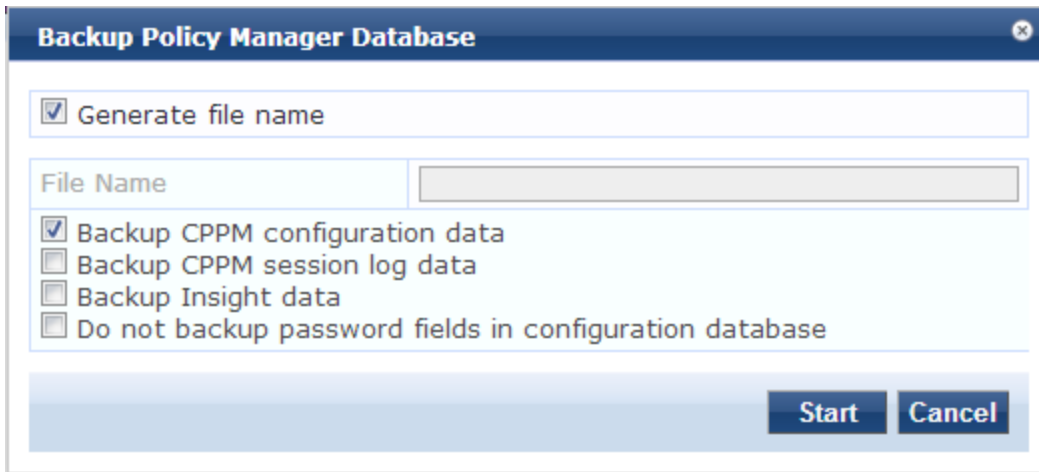 Backup Policy Manager Database
Generate file name
File Name
Backup CPPM configuration data
Backup CPPM session log data
Backup Insight data
Do not backup password fields in configuration database
Start Cancel